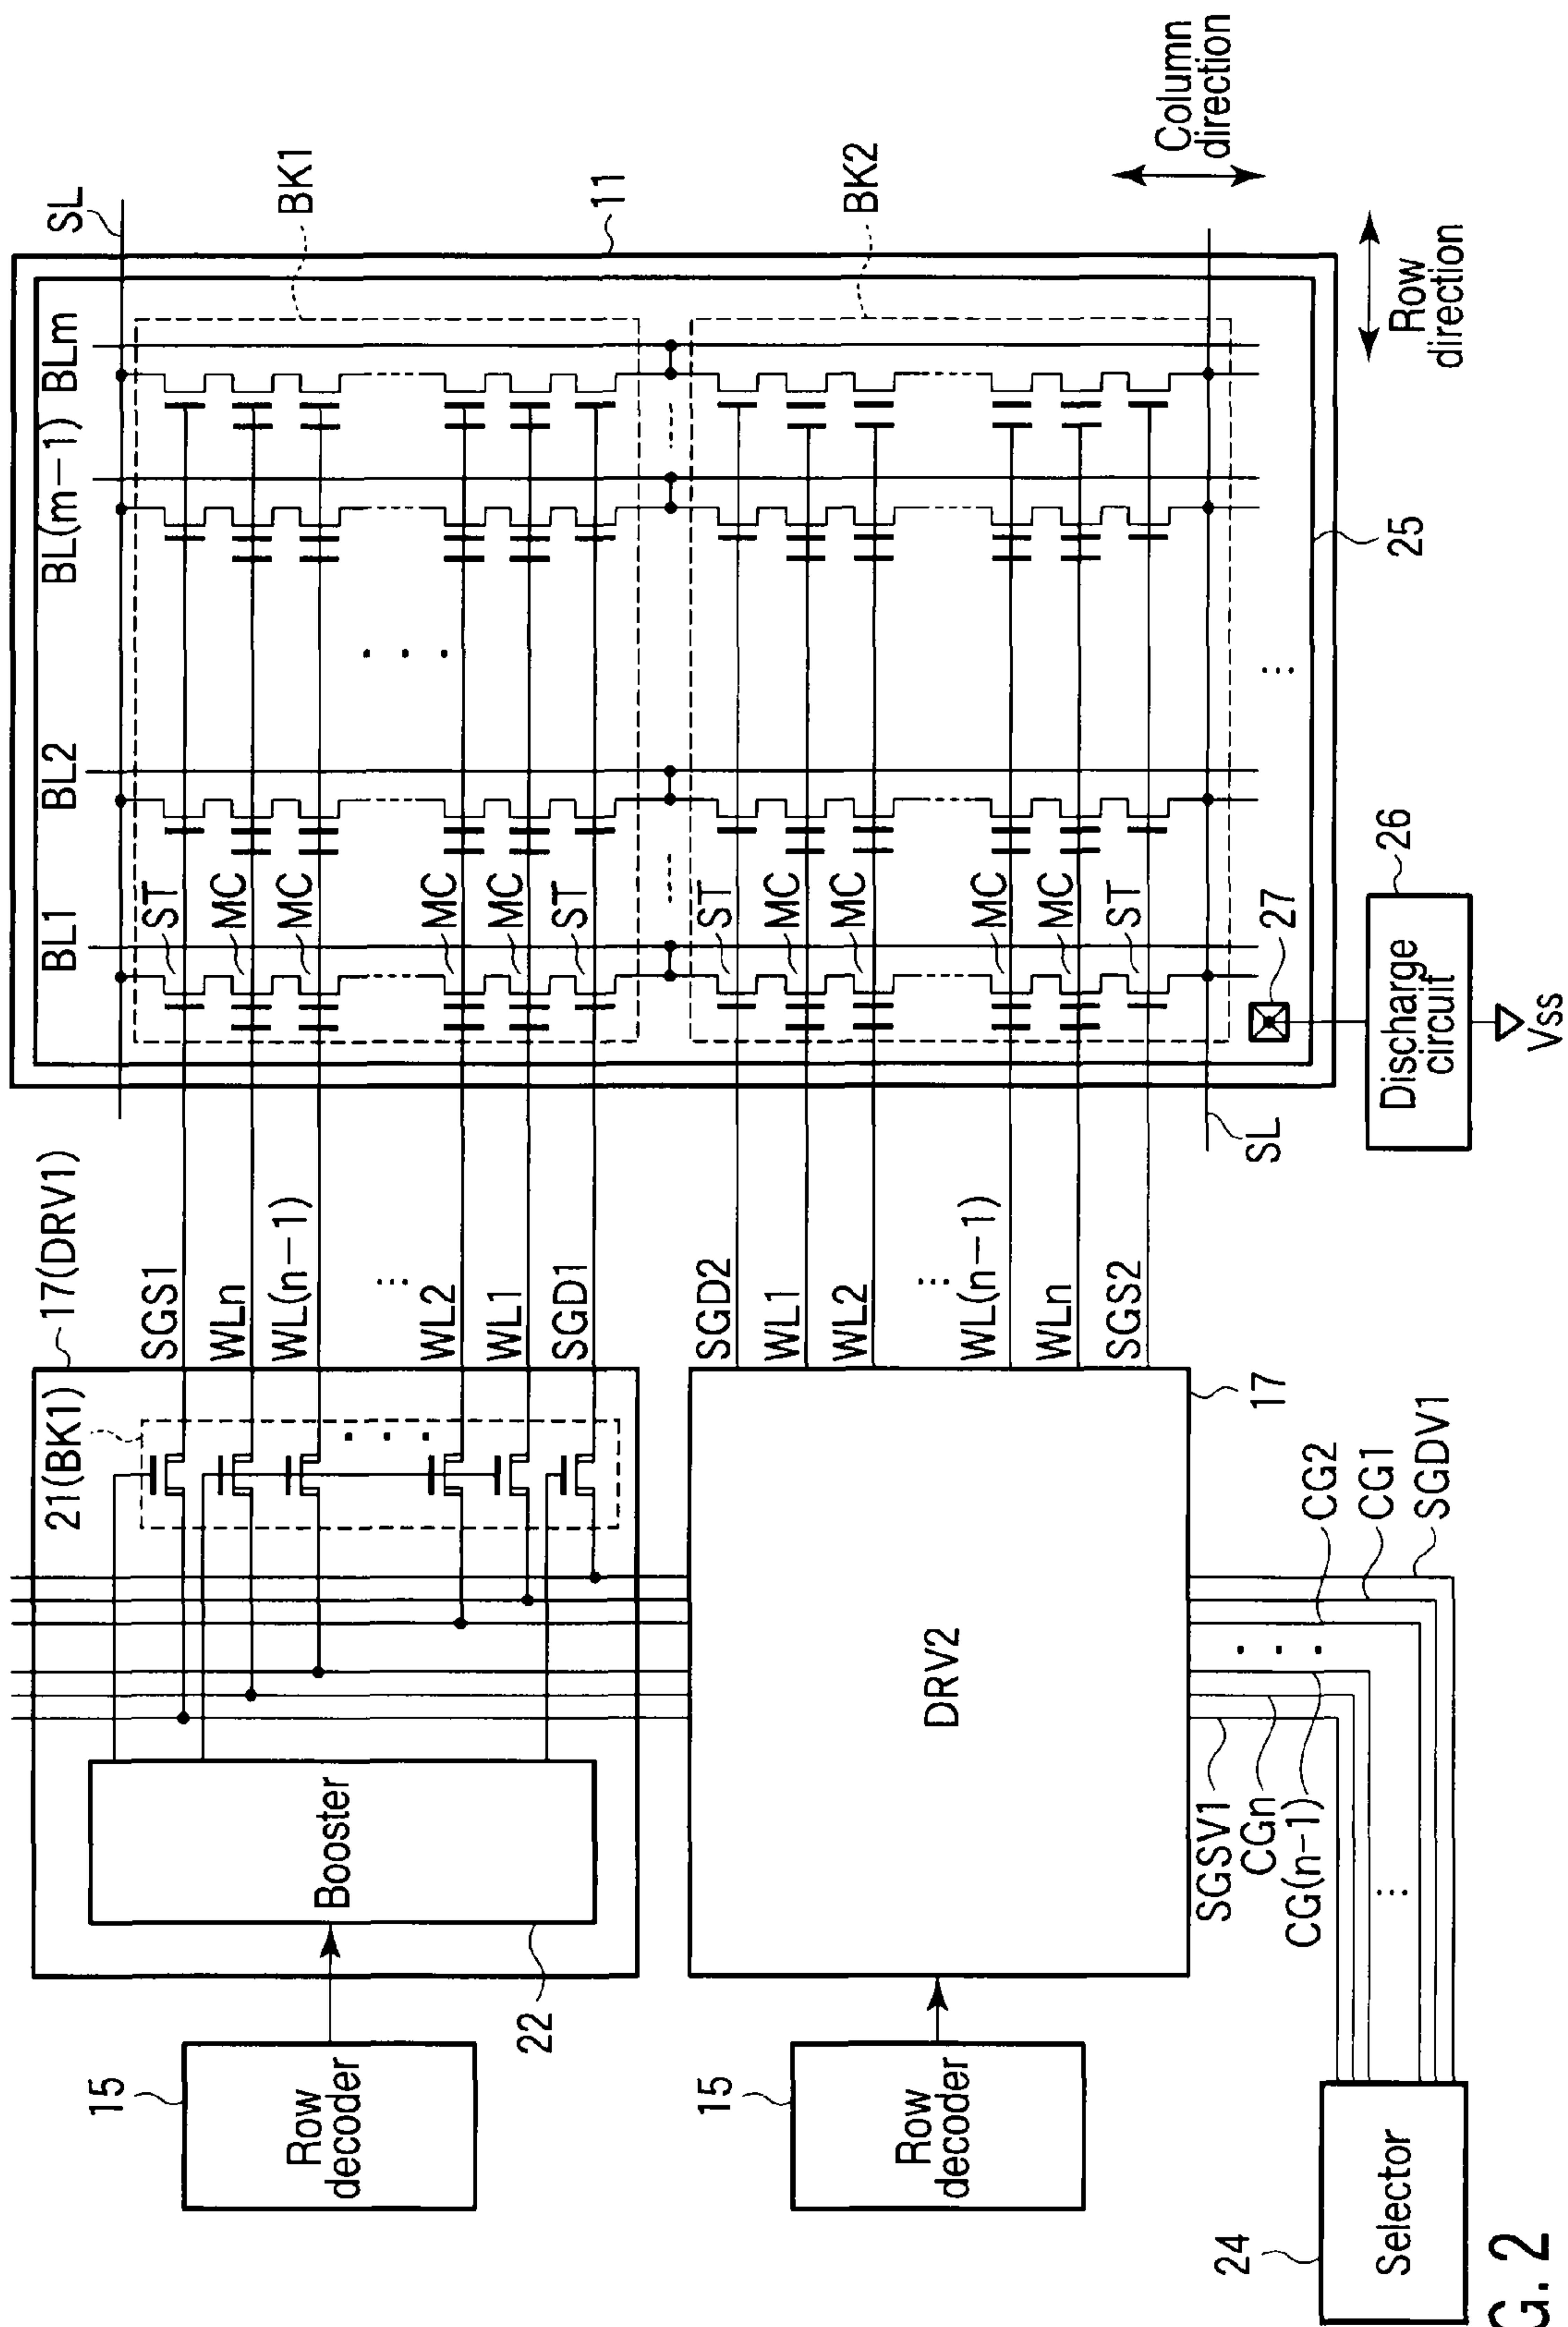 SL
BL1
BL2
BL(m−1)
BLm
BK1
11
BK2
Column
direction
Row
direction
ST
MC
MC
MC
MC
ST
ST
MC
MC
MC
MC
ST
25
27
26
Discharge
circuit
Vss
SL
17(DRV1)
21(BK1)
SGS1
WLn
WL(n−1)
WL2
WL1
SGD1
SGD2
WL1
WL2
WL(n−1)
WLn
SGS2
17
Booster
22
DRV2
15
Row
decoder
15
Row
decoder
SGSV1
CGn
CG(n−1)
CG2
CG1
SGDV1
24
Selector
G. 2